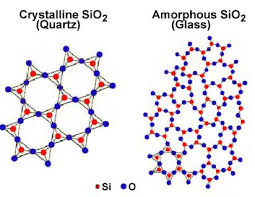 Crystalline SiO2
(Quartz)
Amorphous SiO2
(Glass)
Si
O